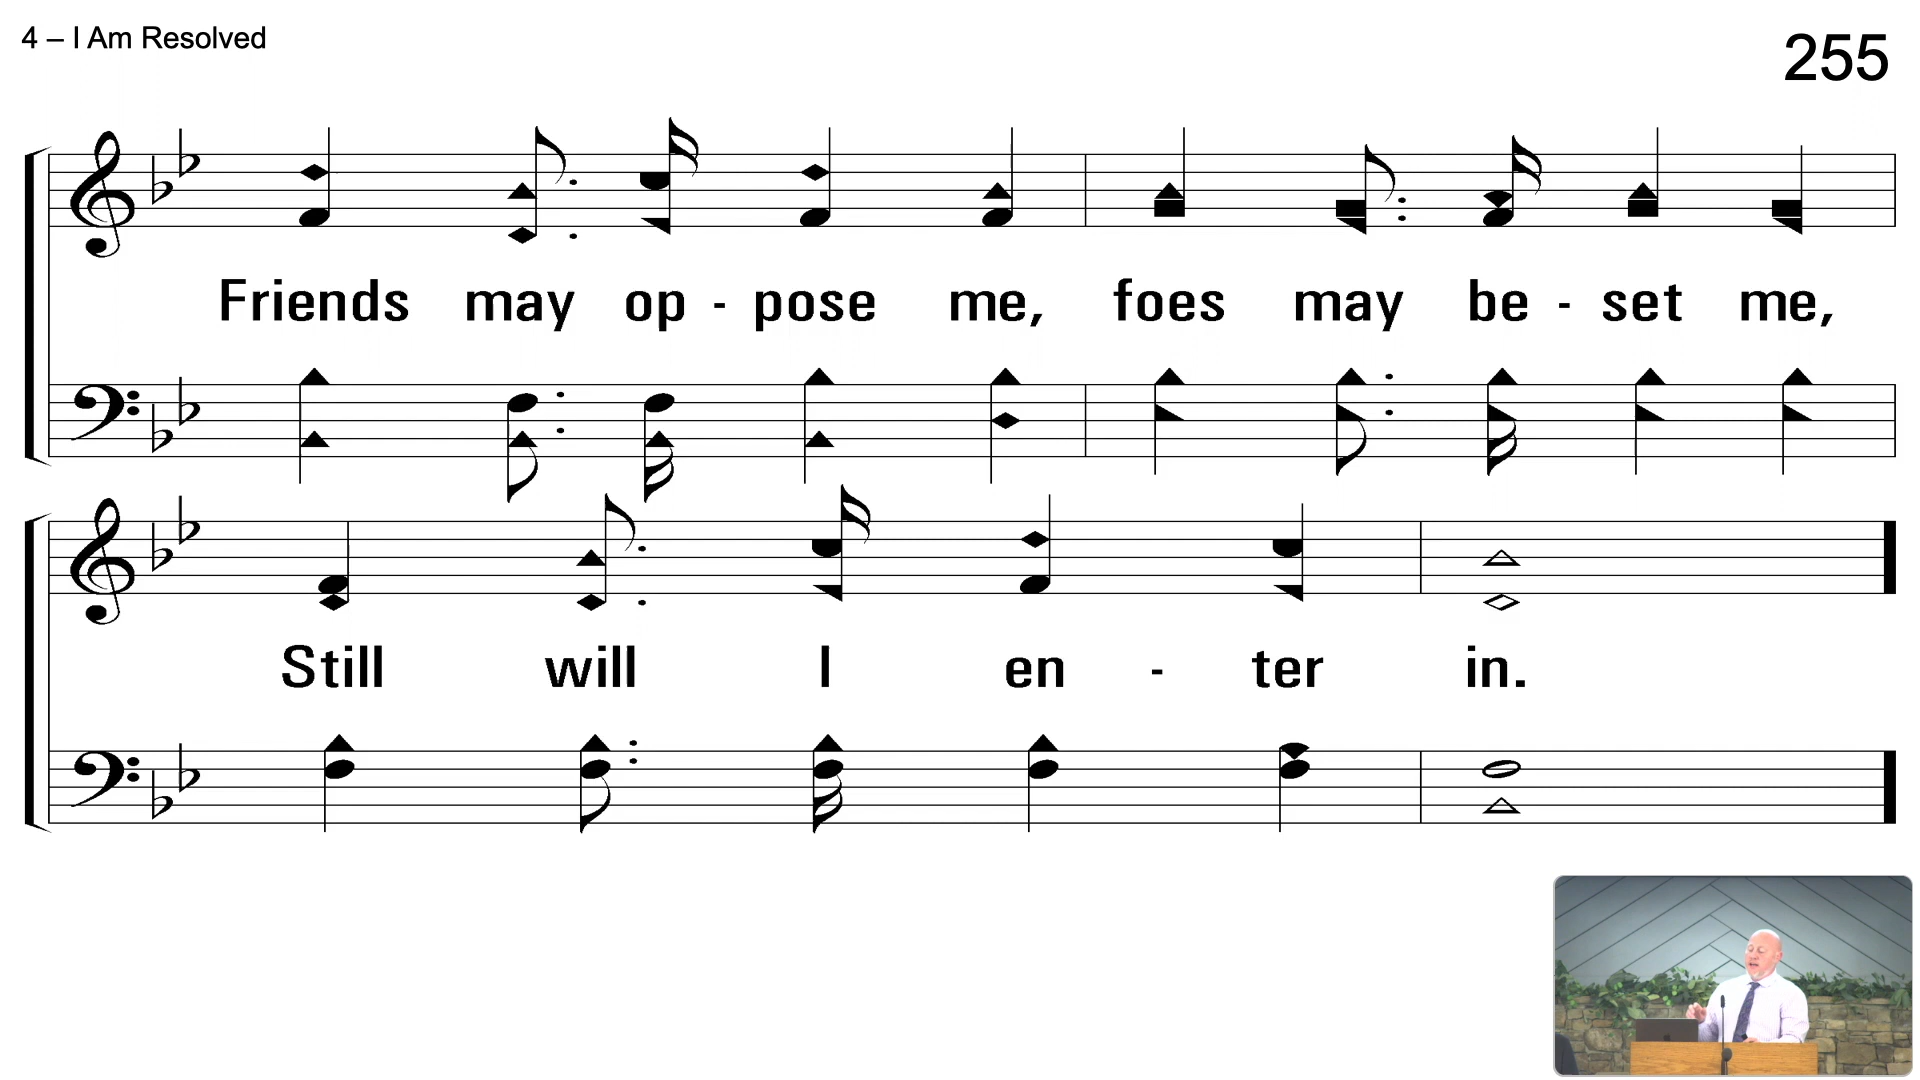 4 – I Am Resolved
255
Friends may op - pose me, foes may be - set me,
Still will I en - ter in.